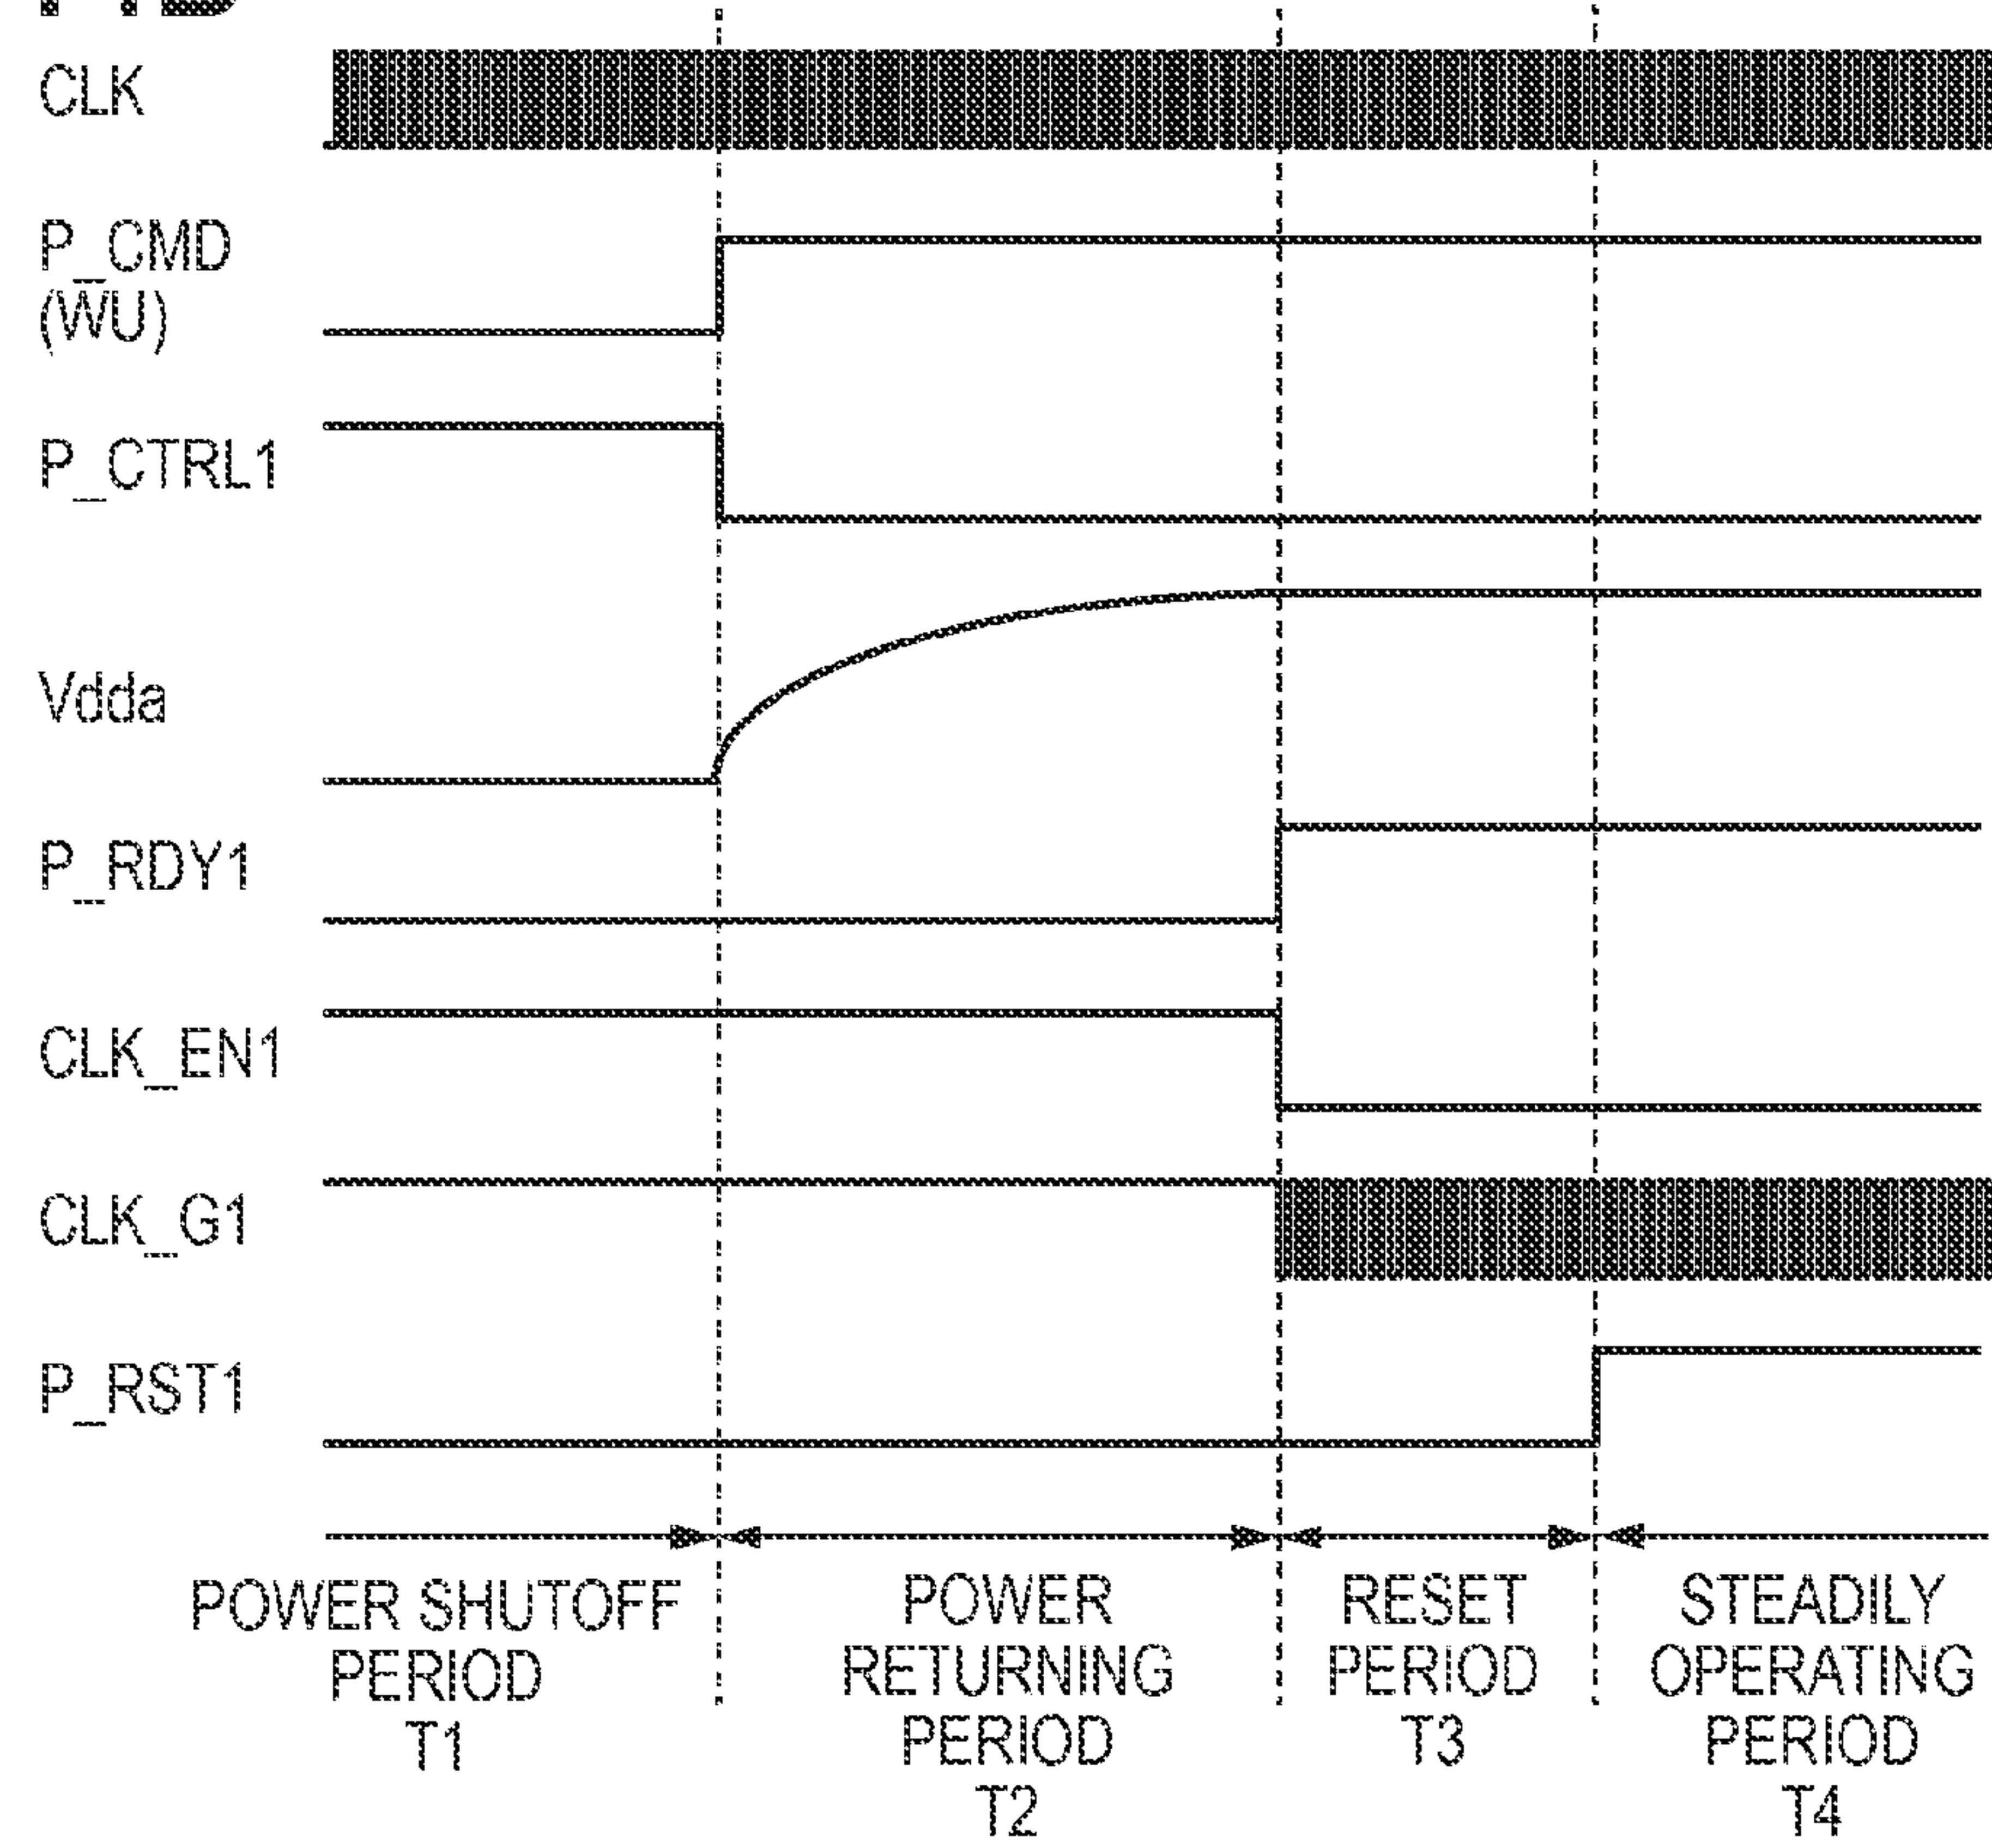 CLK
P_CMD
(WU)
P_CTRL1
Vdda
P_RDY1
CLK_EN1
CLK_G1
P_RST1
POWER SHUTOFF
PERIOD
T1
POWER
RETURNING
PERIOD
T2
RESET
PERIOD
T3
STEADILY
OPERATING
PERIOD
T4